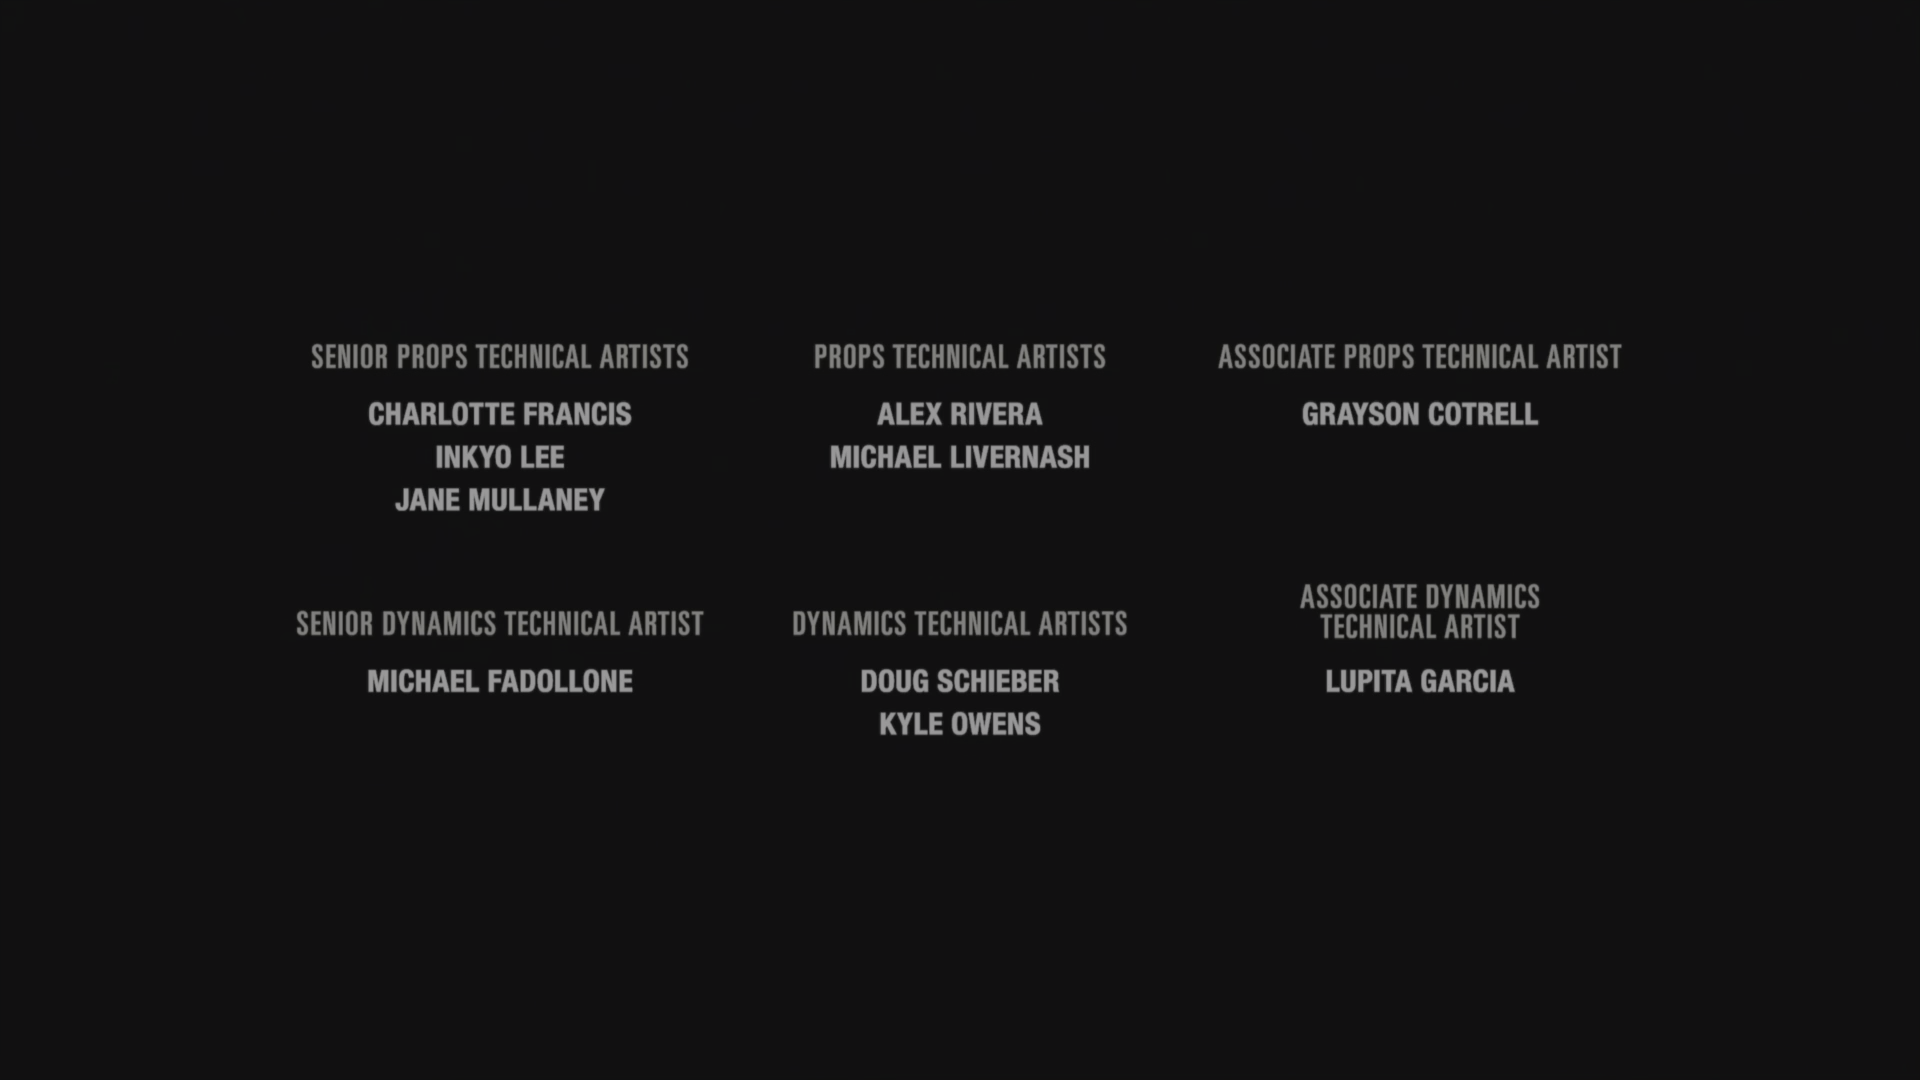 SENIOR PROPS TECHNICAL ARTISTS
CHARLOTTE FRANCIS
INKYO LEE
JANE MULLANEY
PROPS TECHNICAL ARTISTS
ALEX RIVERA
MICHAEL LIVERNASH
ASSOCIATE PROPS TECHNICAL ARTIST
GRAYSON COTRELL
SENIOR DYNAMICS TECHNICAL ARTIST
MICHAEL FADOLLONE
DYNAMICS TECHNICAL ARTISTS
DOUG SCHIEBER
KYLE OWENS
ASSOCIATE DYNAMICS
TECHNICAL ARTIST
LUPITA GARCIA